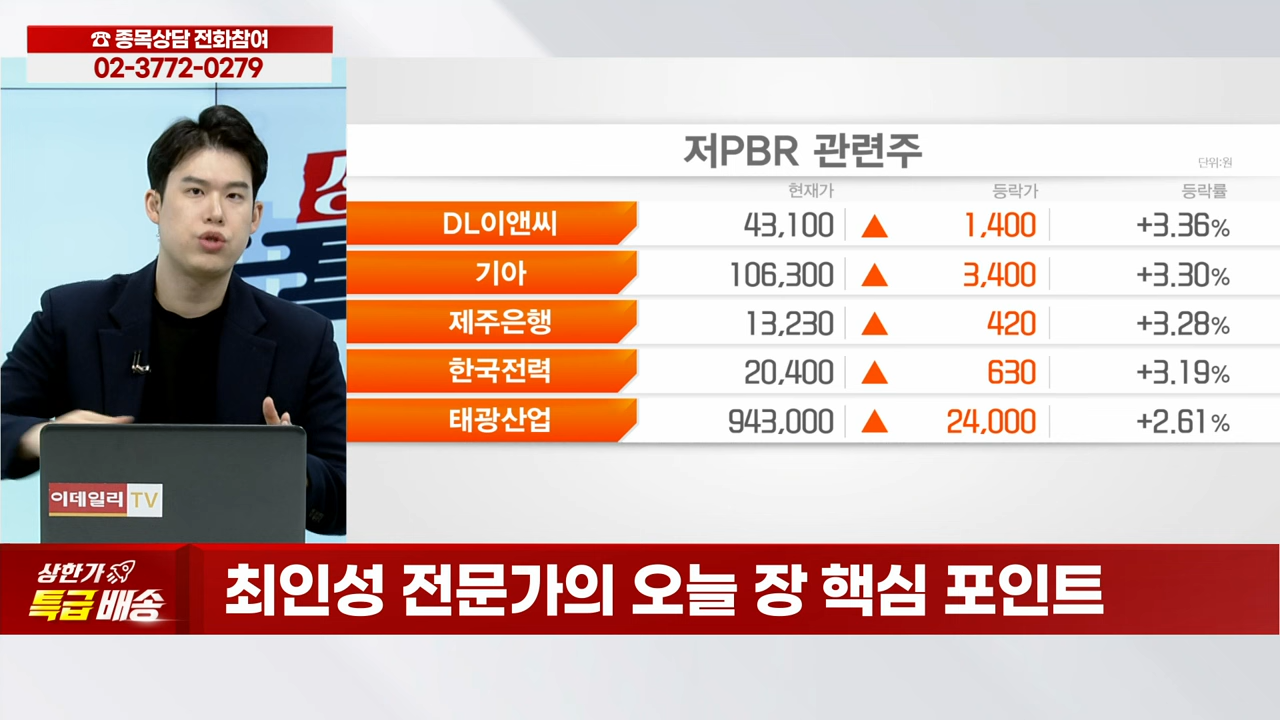 ☎ 종목상담 전화참여
02-3772-0279
저PBR 관련주
단위:원
현재가 등락가 등락률
DL이앤씨 43,100 ▲ 1,400 +3.36%
기아 106,300 ▲ 3,400 +3.30%
제주은행 13,230 ▲ 420 +3.28%
한국전력 20,400 ▲ 630 +3.19%
태광산업 943,000 ▲ 24,000 +2.61%
이데일리 TV
상한가
특급 배송
최인성 전문가의 오늘 장 핵심 포인트